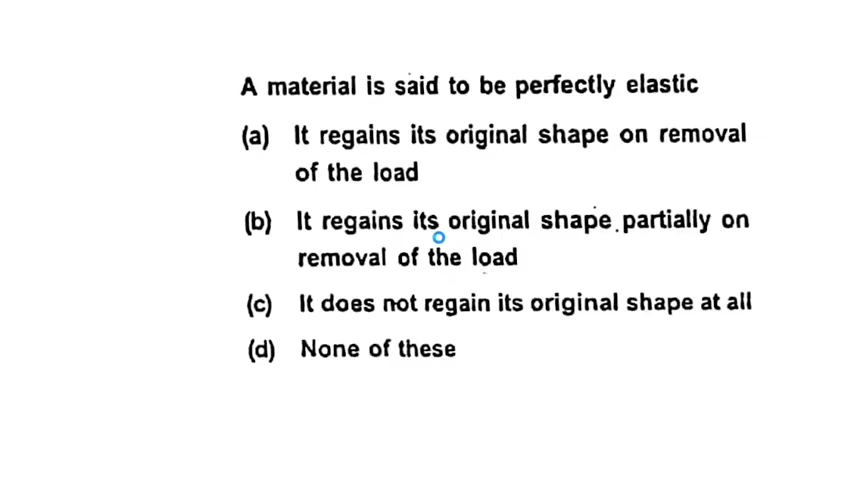 A material is said to be perfectly elastic
(a) It regains its original shape on removal
of the load
(b) It regains its original shape partially on
removal of the load
(c) It does not regain its original shape at all
(d) None of these